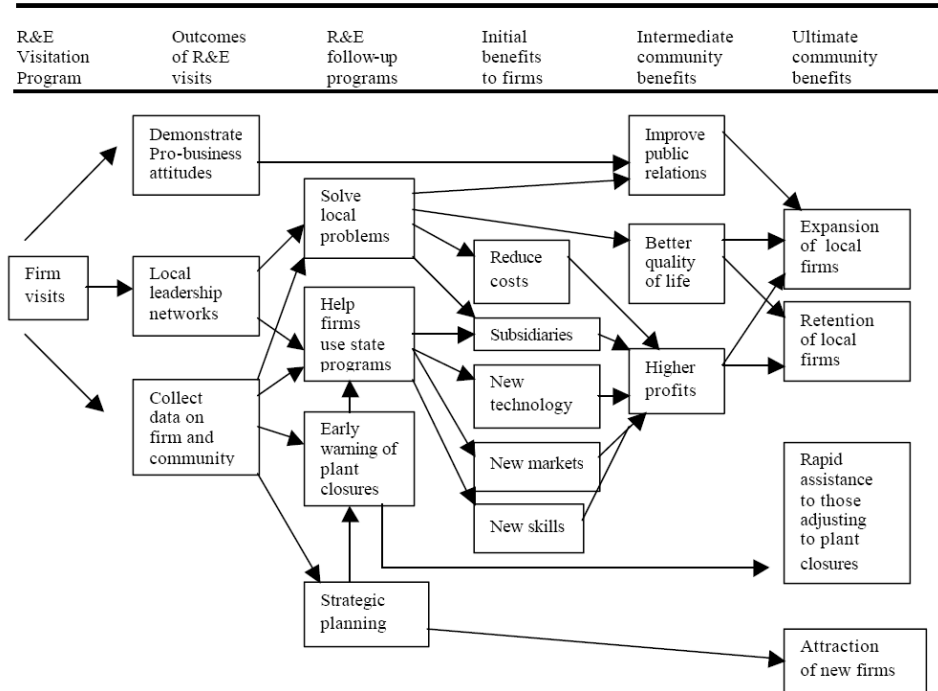 R&E
Visitation
Program
Outcomes
of R&E
visits
R&E
follow-up
programs
Initial
benefits
to firms
Intermediate
community
benefits
Ultimate
community
benefits
Firm
visits
Demonstrate
Pro-business
attitudes
Local
leadership
networks
Collect
data on
firm and
community
Solve
local
problems
Help
firms
use state
programs
Early
warning of
plant
closures
Strategic
planning
Reduce
costs
Subsidiaries
New
technology
New markets
New skills
Improve
public
relations
Better
quality
of life
Higher
profits
Expansion
of local
firms
Retention
of local
firms
Rapid
assistance
to those
adjusting
to plant
closures
Attraction
of new firms